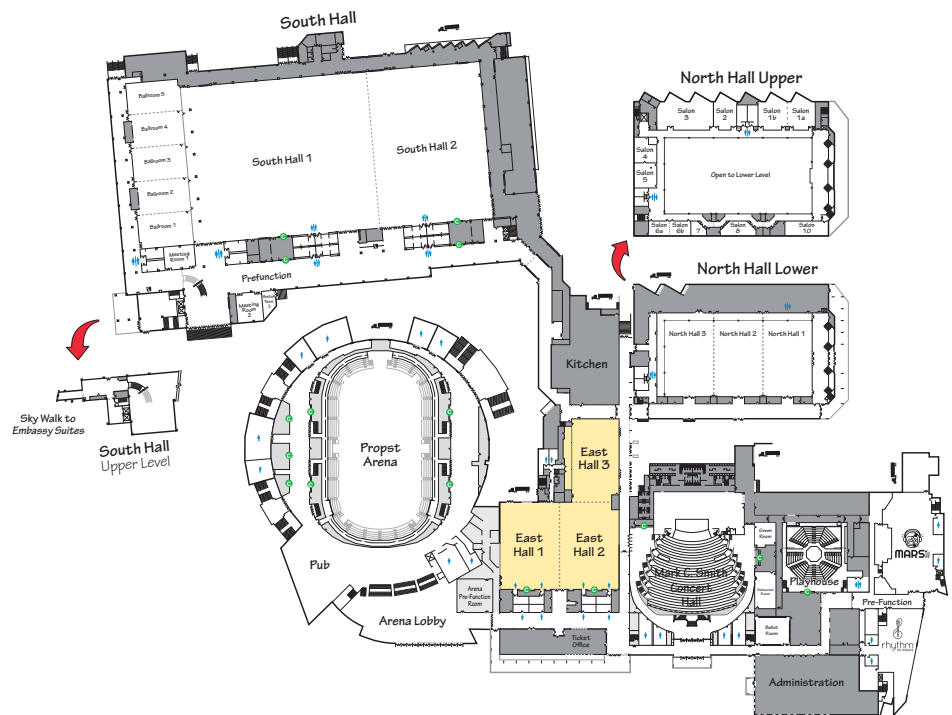 South Hall
Ballroom 5
Ballroom 4
Ballroom 3
Ballroom 2
Ballroom 1
South Hall 1
South Hall 2
Meeting
Room 1
Prefunction
Meeting
Room 2
Sky Walk to
Embassy Suites
South Hall
Upper Level
North Hall Upper
Salon
3
Salon
2
Salon
1b
Salon
1a
Salon
4
Salon
5
Open to Lower Level
Salon
6a
Salon
6b
7
Salon
8
Salon
10
North Hall Lower
North Hall 3
North Hall 2
North Hall 1
Kitchen
Propst
Arena
Pub
Arena Lobby
Arena
Pre-Function
Room
East
Hall 3
East
Hall 1
East
Hall 2
Ticket
Office
Mark C. Smith
Concert
Hall
Green
Room
Rehearsal
Room
Ballet
Room
Playhouse
MARS
Pre-Function
rhythm
Administration